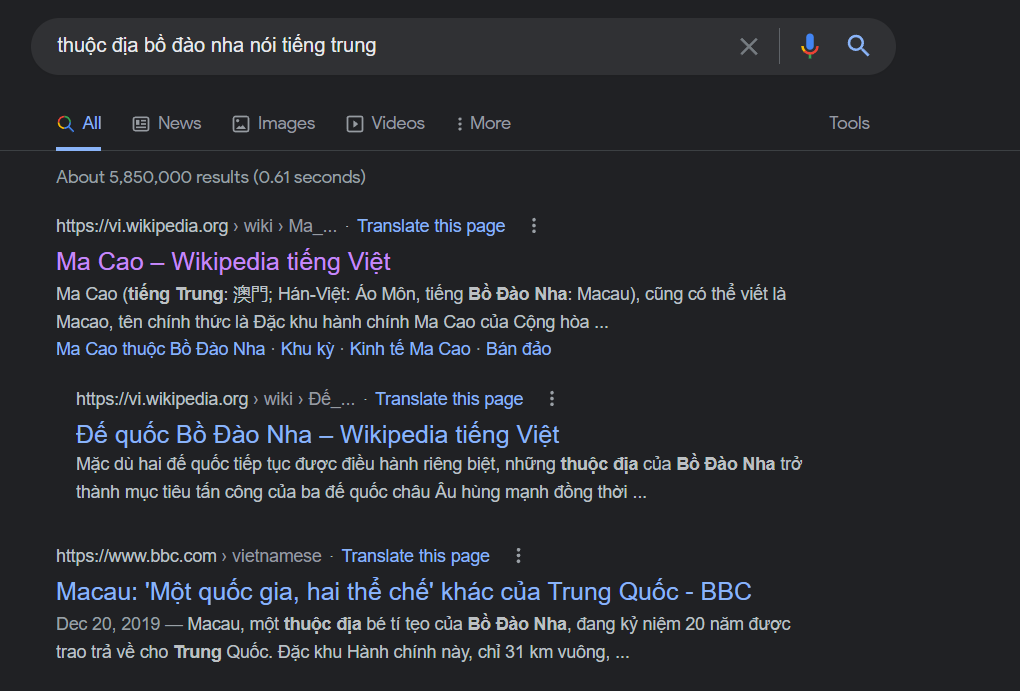 thuộc địa bồ đào nha nói tiếng trung
All News Images Videos More Tools
About 5,850,000 results (0.61 seconds)
https://vi.wikipedia.org › wiki › Ma_... · Translate this page
Ma Cao – Wikipedia tiếng Việt
Ma Cao (tiếng Trung: 澳門; Hán-Việt: Áo Môn, tiếng Bồ Đào Nha: Macau), cũng có thể viết là
Macao, tên chính thức là Đặc khu hành chính Ma Cao của Cộng hòa ...
Ma Cao thuộc Bồ Đào Nha · Khu kỳ · Kinh tế Ma Cao · Bán đảo
https://vi.wikipedia.org › wiki › Đế_... · Translate this page
Đế quốc Bồ Đào Nha – Wikipedia tiếng Việt
Mặc dù hai đế quốc tiếp tục được điều hành riêng biệt, những thuộc địa của Bồ Đào Nha trở
thành mục tiêu tấn công của ba đế quốc châu Âu hùng mạnh đồng thời ...
https://www.bbc.com › vietnamese · Translate this page
Macau: 'Một quốc gia, hai thể chế' khác của Trung Quốc - BBC
Dec 20, 2019 — Macau, một thuộc địa bé tí tẹo của Bồ Đào Nha, đang kỷ niệm 20 năm được
trao trả về cho Trung Quốc. Đặc khu Hành chính này, chỉ 31 km vuông, ...